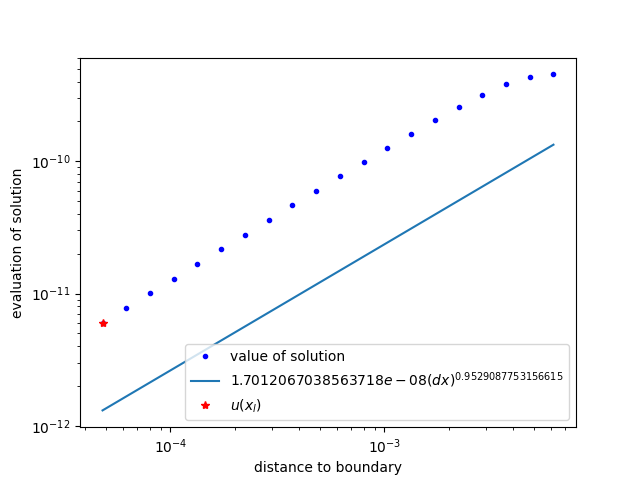 10⁻¹⁰
10⁻¹¹
10⁻¹²
evaluation of solution
value of solution
1.7012067038563718e − 08(dx)^0.9529087753156615
u(x_l)
10⁻⁴
10⁻³
distance to boundary